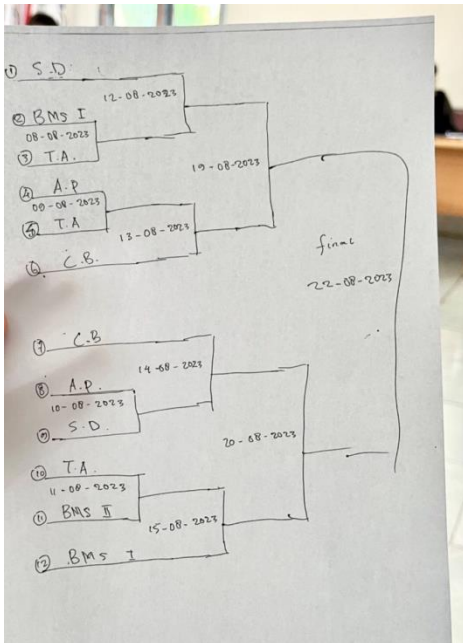 ① S.D.
12-08-2023
② BMS I
08-08-2023
③ T.A.
19-08-2023
④ A.P
09-08-2023
⑤ T.A
13-08-2023
⑥ C.B.
final
22-08-2023
⑦ C.B
14-08-2023
⑧ A.P.
10-08-2023
⑨ S.D.
20-08-2023
⑩ T.A.
11-08-2023
⑪ BMS II
15-08-2023
⑫ BMS I